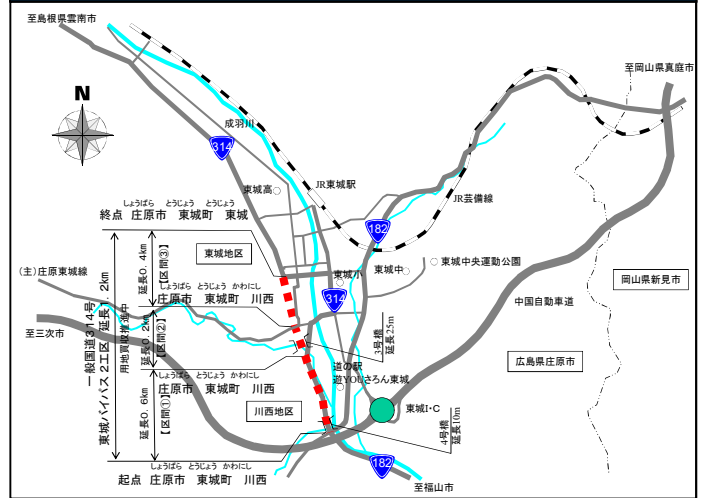 至島根県雲南市
至岡山県真庭市
N
成羽川
314
JR東城駅
東城高
JR芸備線
しょうばら とうじょう とうじょう
終点 庄原市 東城町 東城
182
東城地区
東城小
東城中
東城中央運動公園
(主)庄原東城線
延長0.4km
【区間③】
しょうばら とうじょう かわにし
庄原市 東城町 川西
314
岡山県新見市
中国自動車道
一般国道314号
東城バイパス 2工区 延長1.2km
用地買収推進中
至三次市
延長0.2km
【区間②】
3号橋
延長25m
広島県庄原市
しょうばら とうじょう かわにし
庄原市 東城町 川西
道の駅
遊YOUさろん東城
延長0.6km
【区間①】
川西地区
東城I・C
4号橋
延長10m
しょうばら とうじょう かわにし
起点 庄原市 東城町 川西
182
至福山市